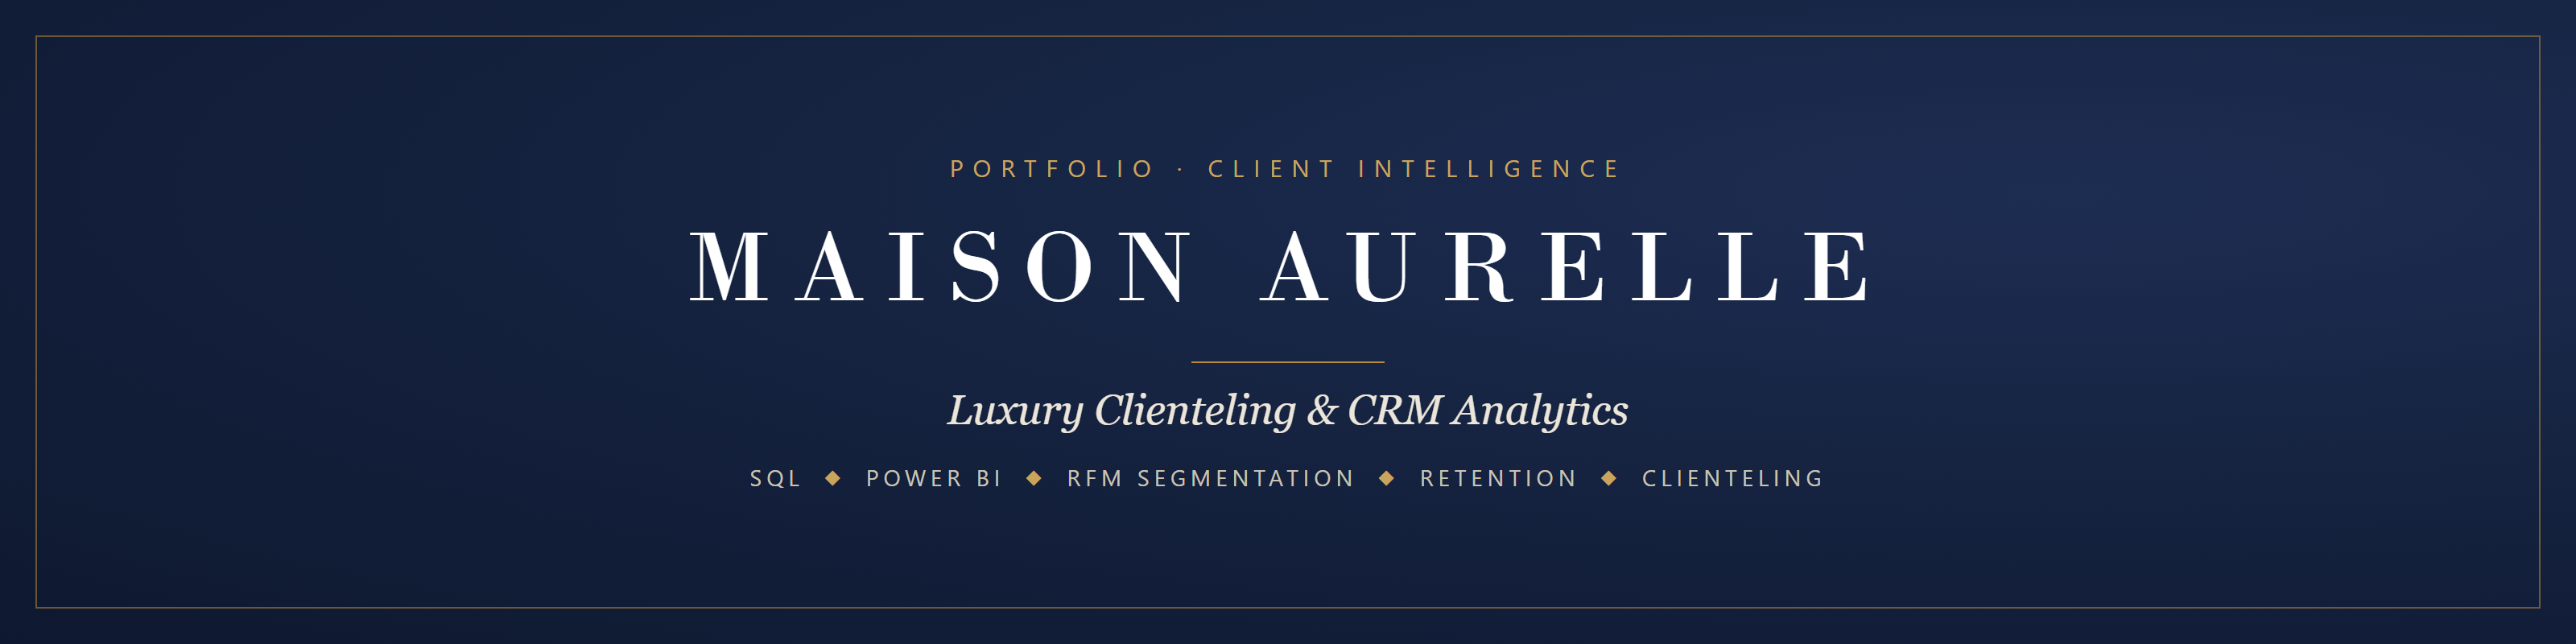 PORTFOLIO · CLIENT INTELLIGENCE
MAISON AURELLE
Luxury Clienteling & CRM Analytics
SQL ◆ POWER BI ◆ RFM SEGMENTATION ◆ RETENTION ◆ CLIENTELING